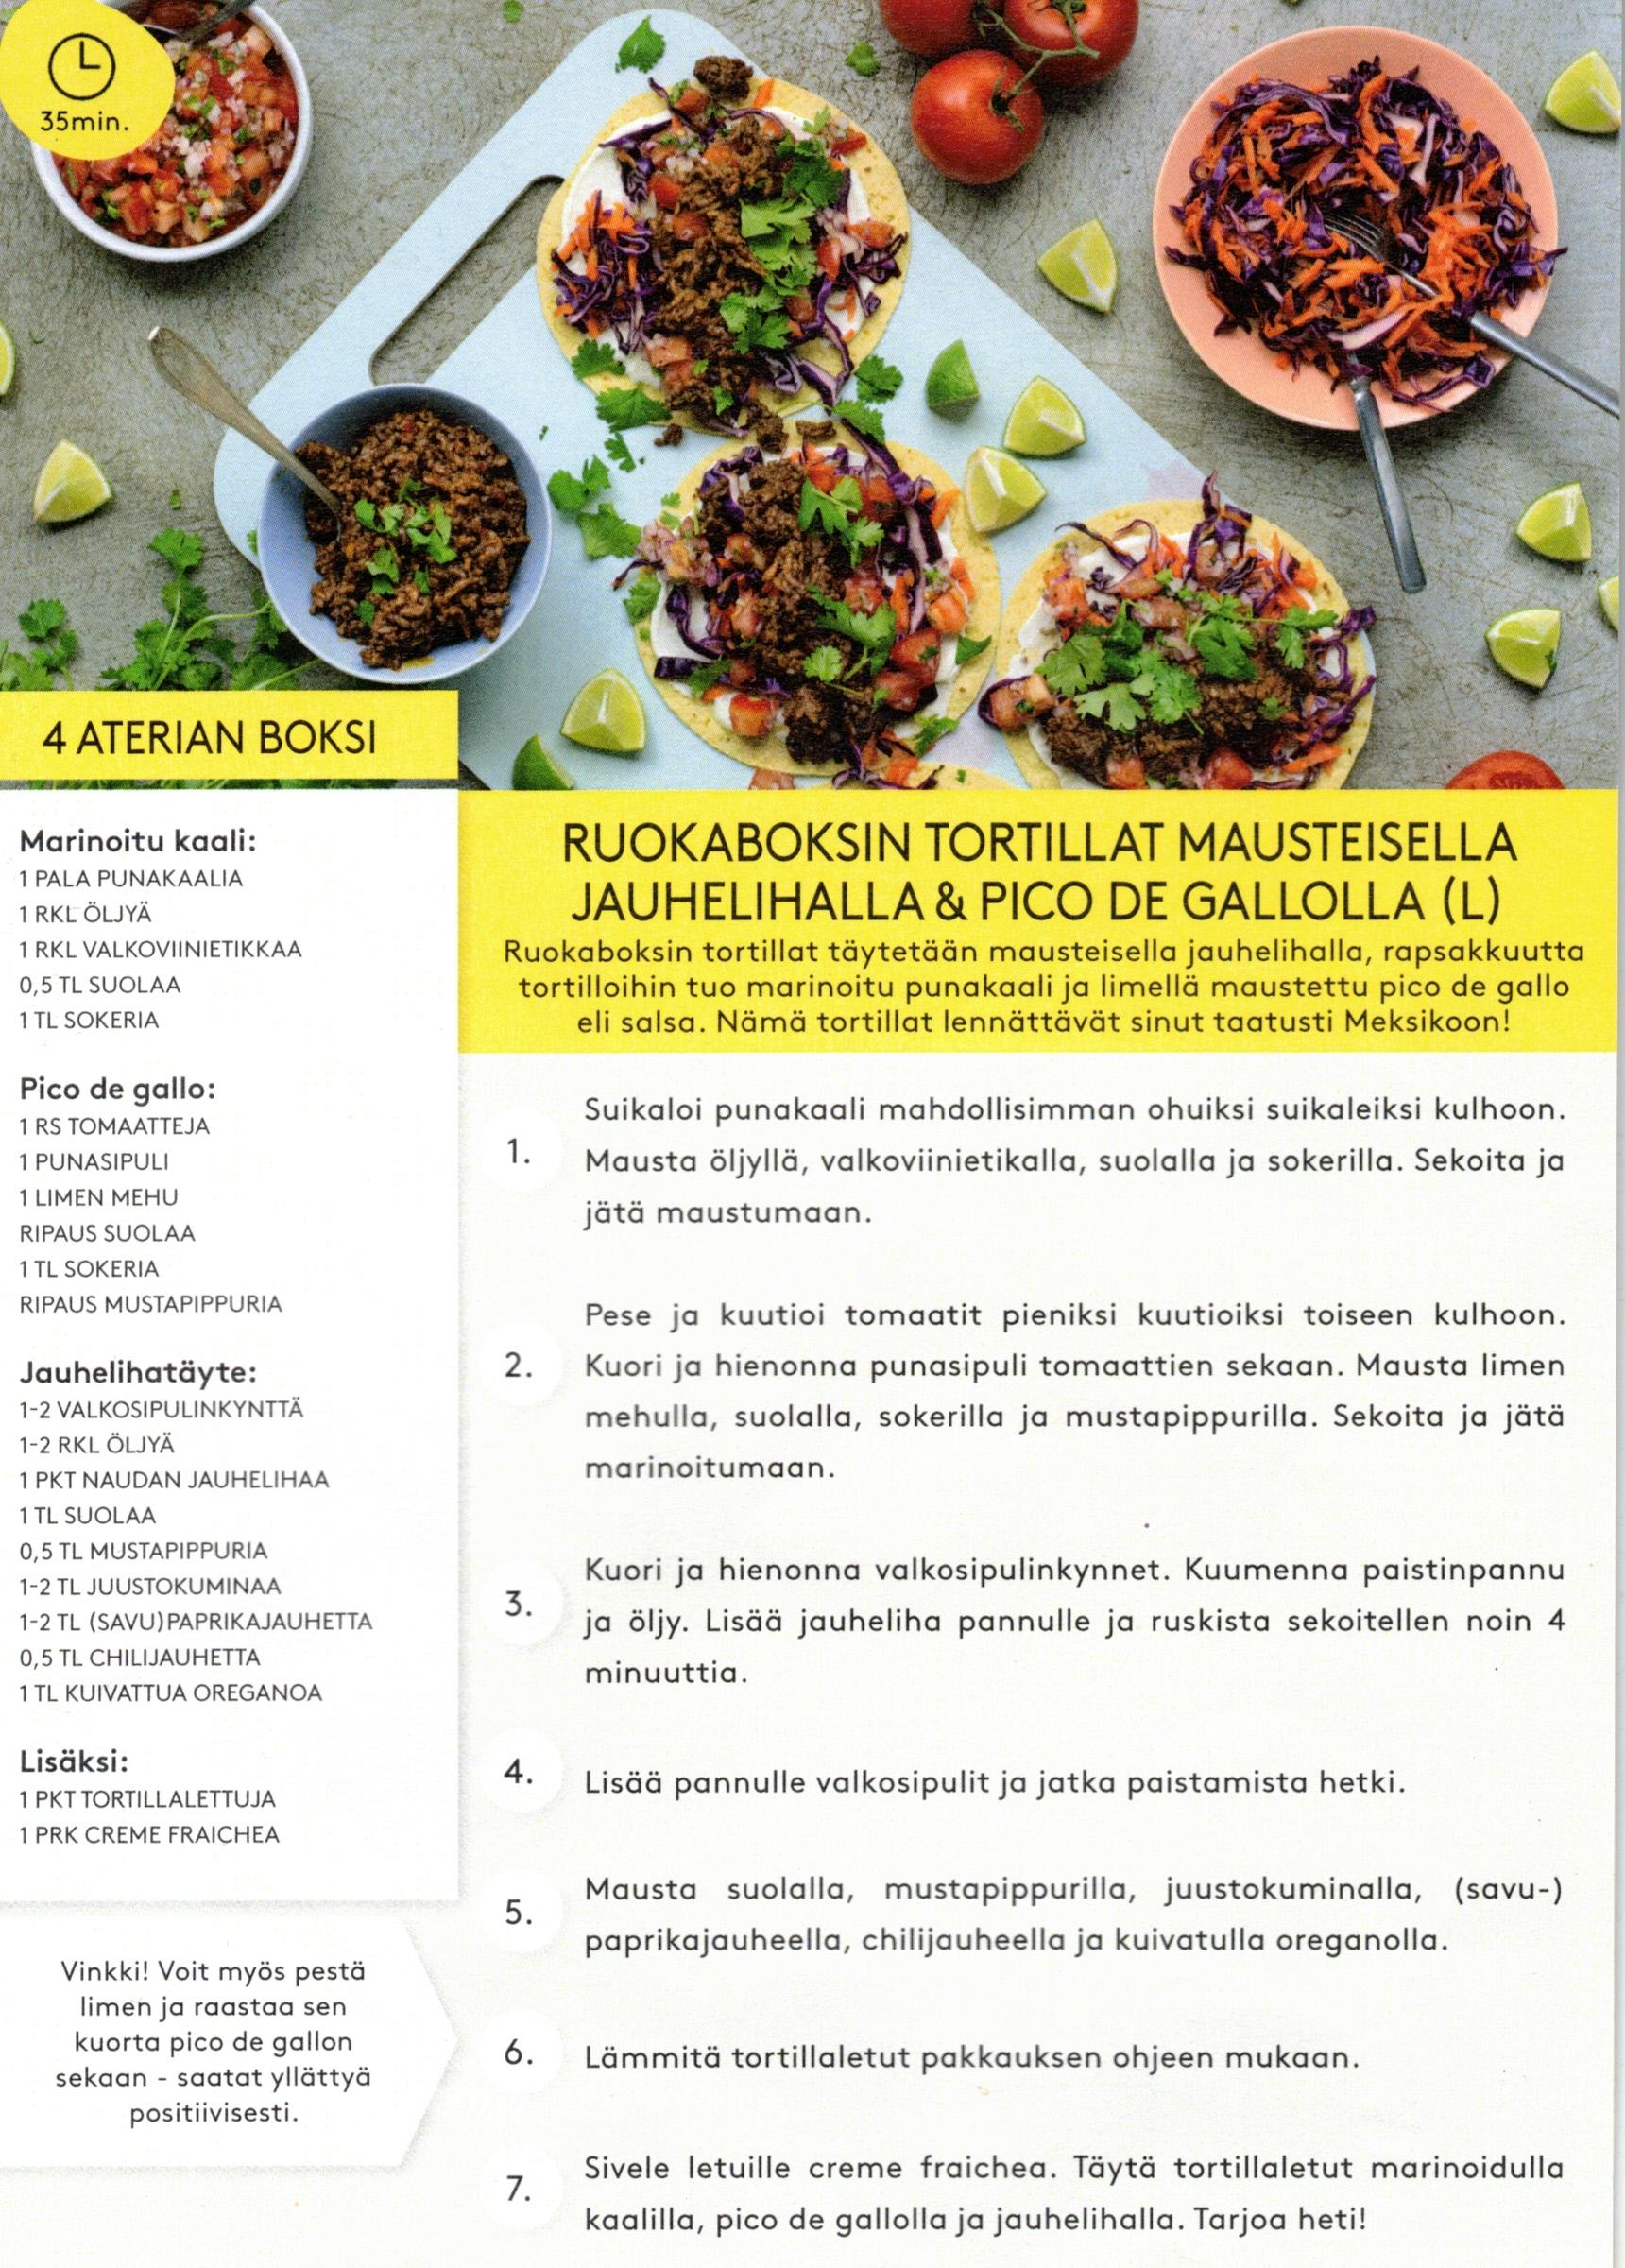 35min.
4 ATERIAN BOKSI
Marinoitu kaali:
1 PALA PUNAKAALIA
1 RKL ÖLJYÄ
1 RKL VALKOVIINIETIKKAA
0,5 TL SUOLAA
1 TL SOKERIA
Pico de gallo:
1 RS TOMAATTEJA
1 PUNASIPULI
1 LIMEN MEHU
RIPAUS SUOLAA
1 TL SOKERIA
RIPAUS MUSTAPIPPURIA
Jauhelihatäyte:
1-2 VALKOSIPULINKYNTTÄ
1-2 RKL ÖLJYÄ
1 PKT NAUDAN JAUHELIHAA
1 TL SUOLAA
0,5 TL MUSTAPIPPURIA
1-2 TL JUUSTOKUMINAA
1-2 TL (SAVU)PAPRIKAJAUHETTA
0,5 TL CHILIJAUHETTA
1 TL KUIVATTUA OREGANOA
Lisäksi:
1 PKT TORTILLALETTUJA
1 PRK CREME FRAICHEA
Vinkki! Voit myös pestä
limen ja raastaa sen
kuorta pico de gallon
sekaan - saatat yllättyä
positiivisesti.
RUOKABOKSIN TORTILLAT MAUSTEISELLA
JAUHELIHALLA & PICO DE GALLOLLA (L)
Ruokaboksin tortillat täytetään mausteisella jauhelihalla, rapsakkuutta
tortilloihin tuo marinoitu punakaali ja limellä maustettu pico de gallo
eli salsa. Nämä tortillat lennättävät sinut taatusti Meksikoon!
1.
Suikaloi punakaali mahdollisimman ohuiksi suikaleiksi kulhoon.
Mausta öljyllä, valkoviinietikalla, suolalla ja sokerilla. Sekoita ja
jätä maustumaan.
2.
Pese ja kuutioi tomaatit pieniksi kuutioiksi toiseen kulhoon.
Kuori ja hienonna punasipuli tomaattien sekaan. Mausta limen
mehulla, suolalla, sokerilla ja mustapippurilla. Sekoita ja jätä
marinoitumaan.
3.
Kuori ja hienonna valkosipulinkynnet. Kuumenna paistinpannu
ja öljy. Lisää jauheliha pannulle ja ruskista sekoitellen noin 4
minuuttia.
4.
Lisää pannulle valkosipulit ja jatka paistamista hetki.
5.
Mausta suolalla, mustapippurilla, juustokuminalla, (savu-)
paprikajauheella, chilijauheella ja kuivatulla oreganolla.
6.
Lämmitä tortillaletut pakkauksen ohjeen mukaan.
7.
Sivele letuille creme fraichea. Täytä tortillaletut marinoidulla
kaalilla, pico de gallolla ja jauhelihalla. Tarjoa heti!